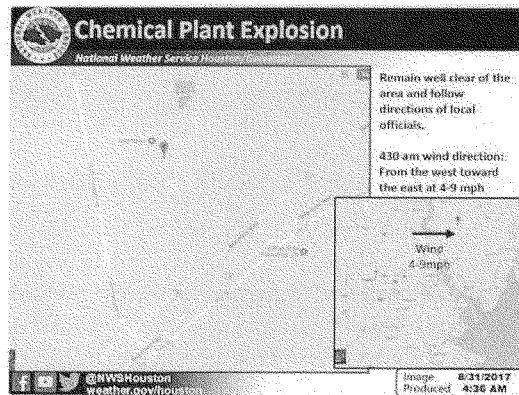 Chemical Plant Explosion
National Weather Service Houston/Galveston
Remain well clear of the
area and follow
directions of local
officials.
430 am wind direction:
From the west toward
the east at 4-9 mph
Wind
4-9mph
@NWSHouston
weather.gov/houston
Image 8/31/2017
Produced 4:36 AM